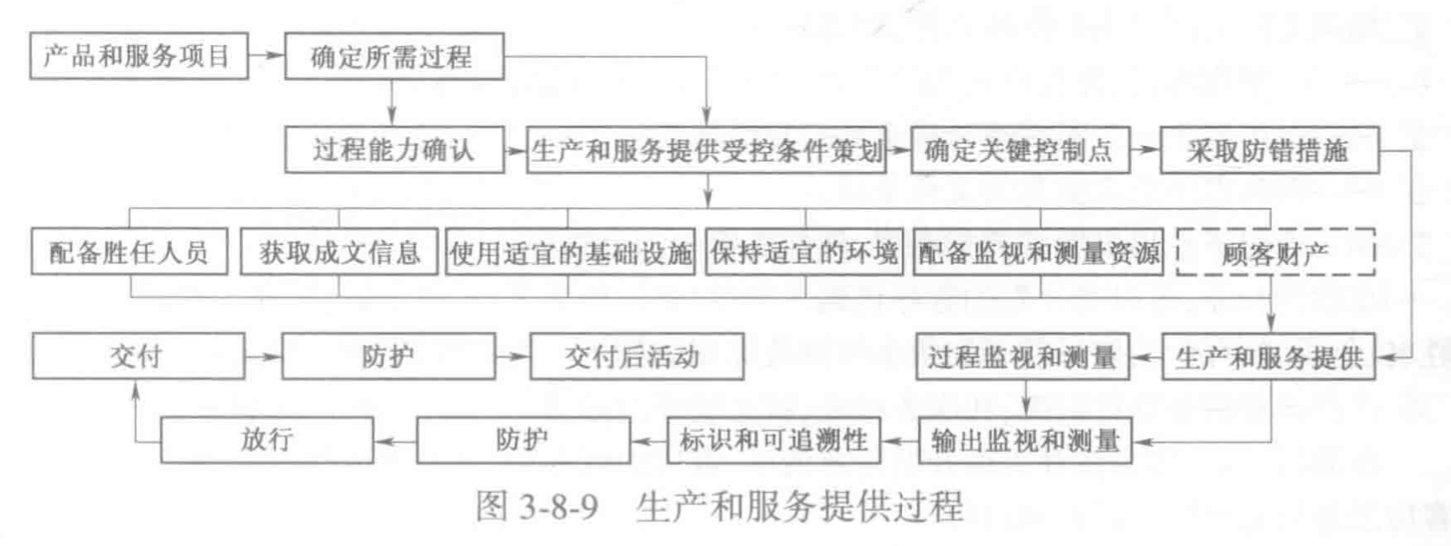 产品和服务项目 确定所需过程
过程能力确认 生产和服务提供受控条件策划 确定关键控制点 采取防错措施
配备胜任人员 获取成文信息 使用适宜的基础设施 保持适宜的环境 配备监视和测量资源 顾客财产
交付 防护 交付后活动 过程监视和测量 生产和服务提供
放行 防护 标识和可追溯性 输出监视和测量
图 3-8-9 生产和服务提供过程